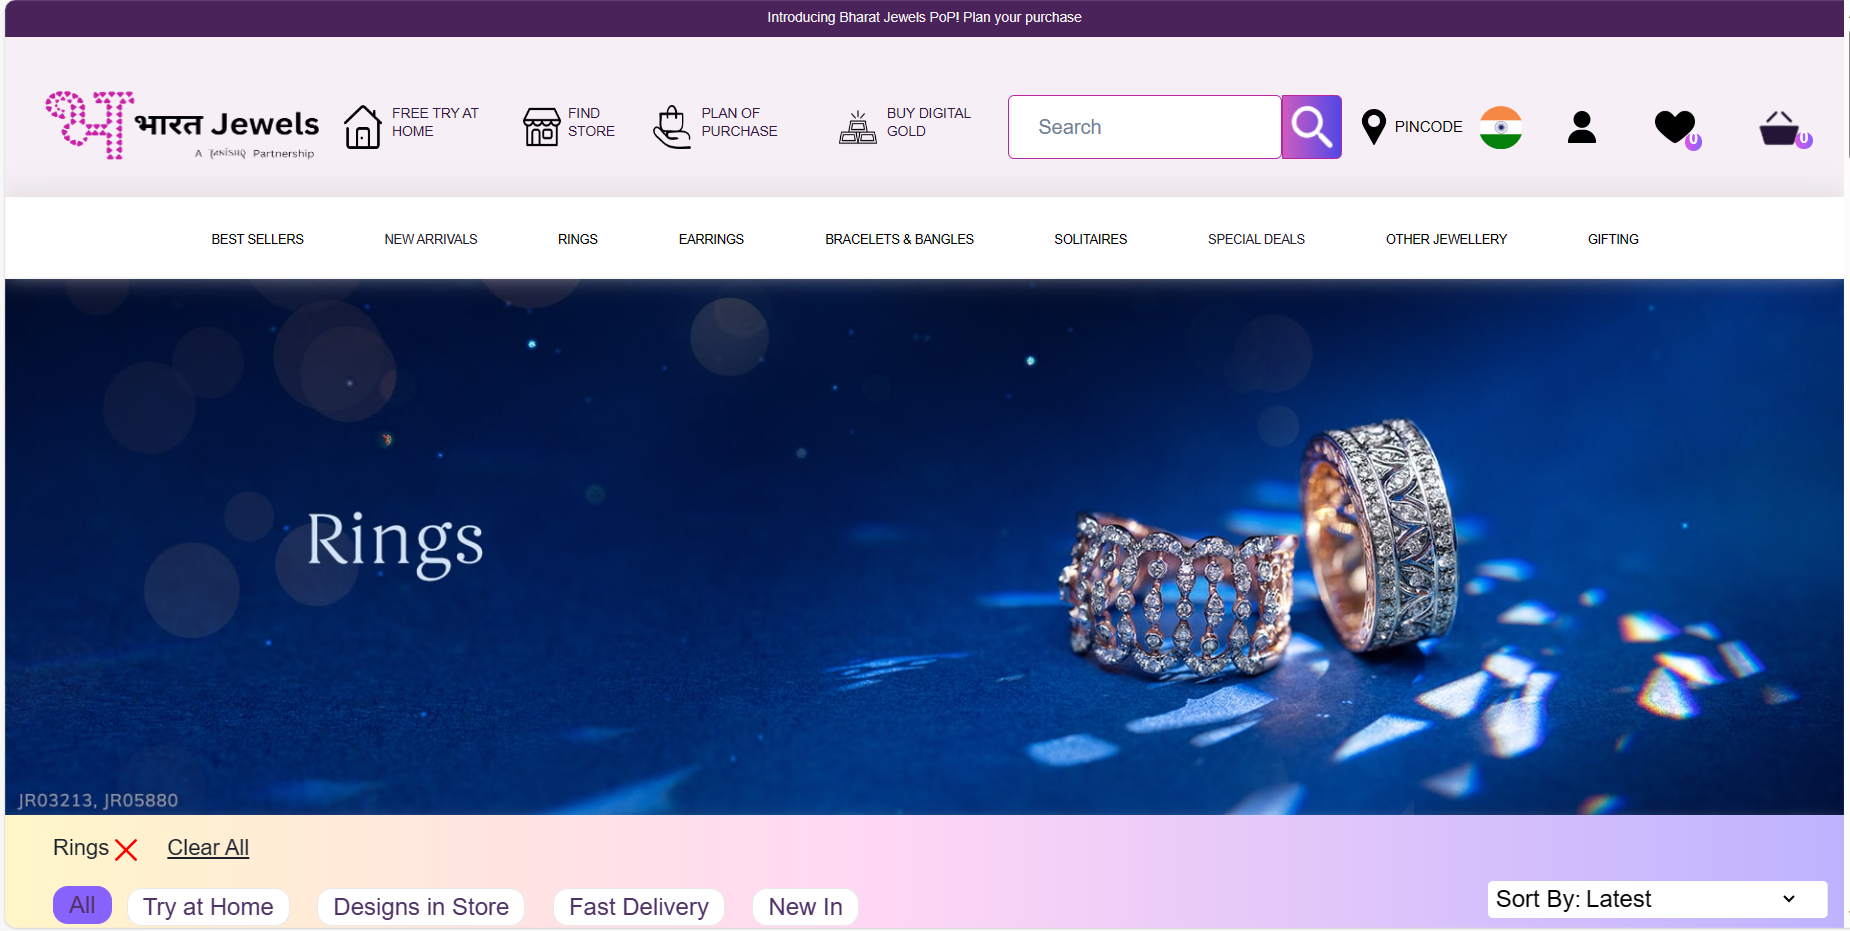 Introducing Bharat Jewels PoP! Plan your purchase
भा
भारत Jewels
A TANISHQ Partnership
FREE TRY AT
HOME
FIND
STORE
PLAN OF
PURCHASE
BUY DIGITAL
GOLD
Search
PINCODE
0
0
BEST SELLERS
NEW ARRIVALS
RINGS
EARRINGS
BRACELETS & BANGLES
SOLITAIRES
SPECIAL DEALS
OTHER JEWELLERY
GIFTING
Rings
JR03213, JR05880
Rings
Clear All
All
Try at Home
Designs in Store
Fast Delivery
New In
Sort By: Latest